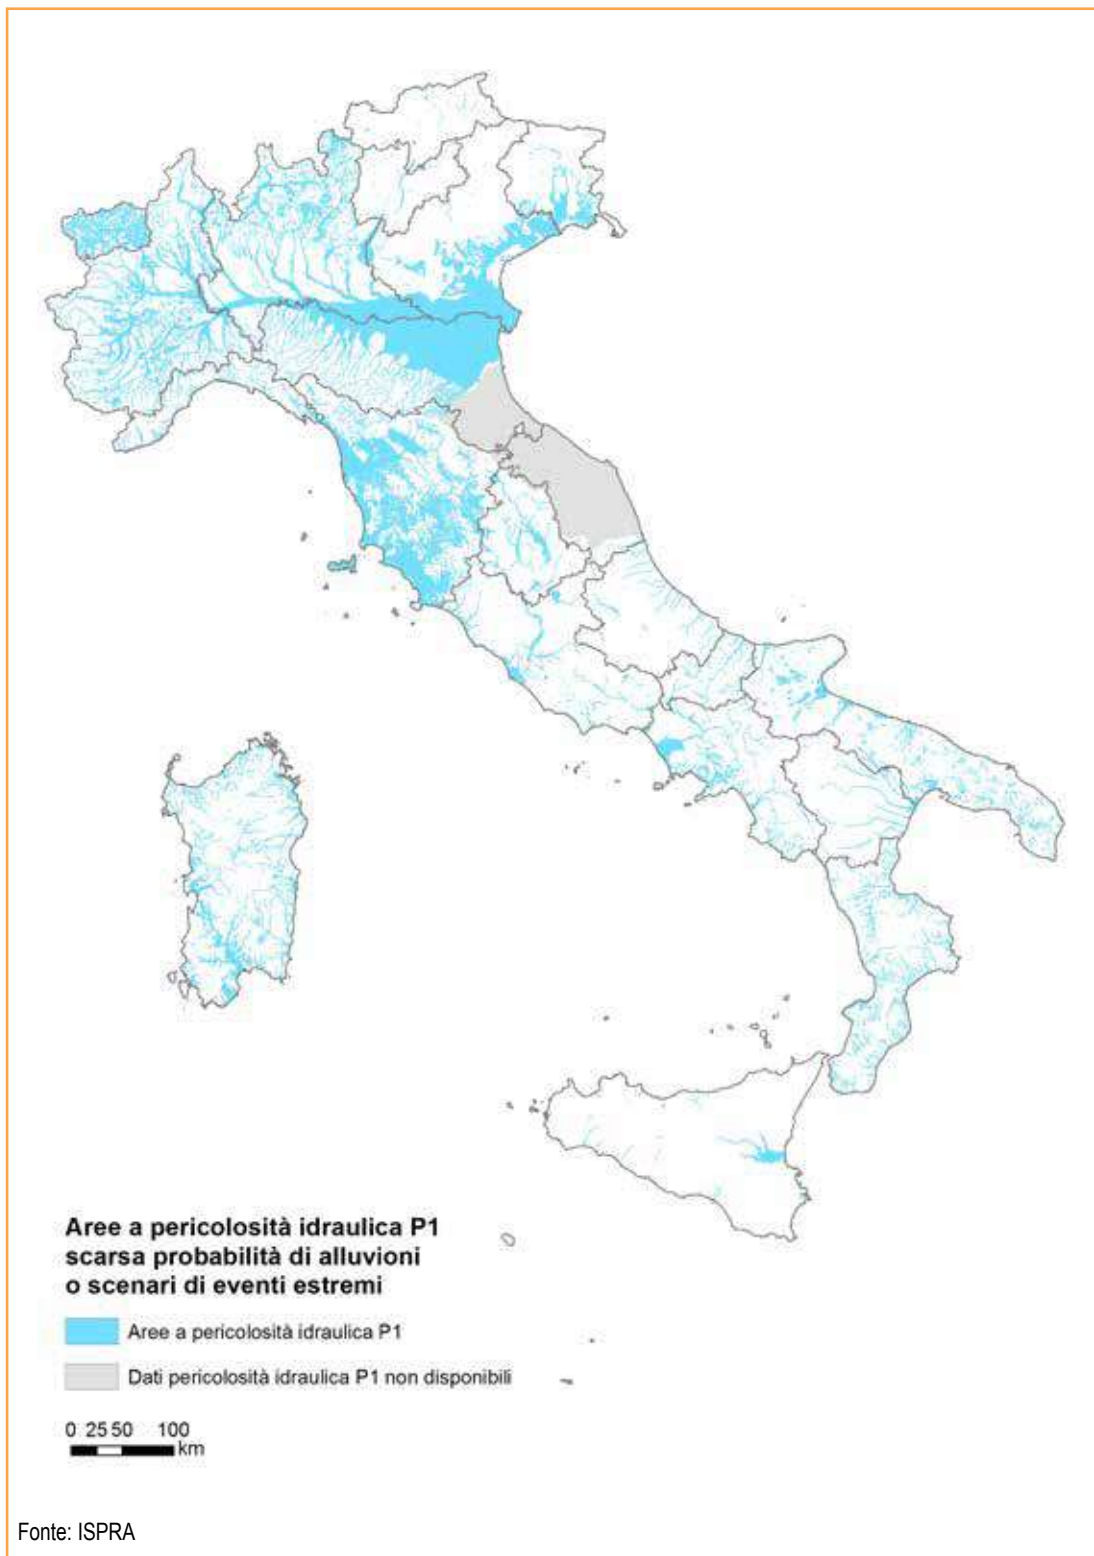 Aree a pericolosità idraulica P1
scarsa probabilità di alluvioni
o scenari di eventi estremi
Aree a pericolosità idraulica P1
Dati pericolosità idraulica P1 non disponibili
0 25 50 100
km
Fonte: ISPRA